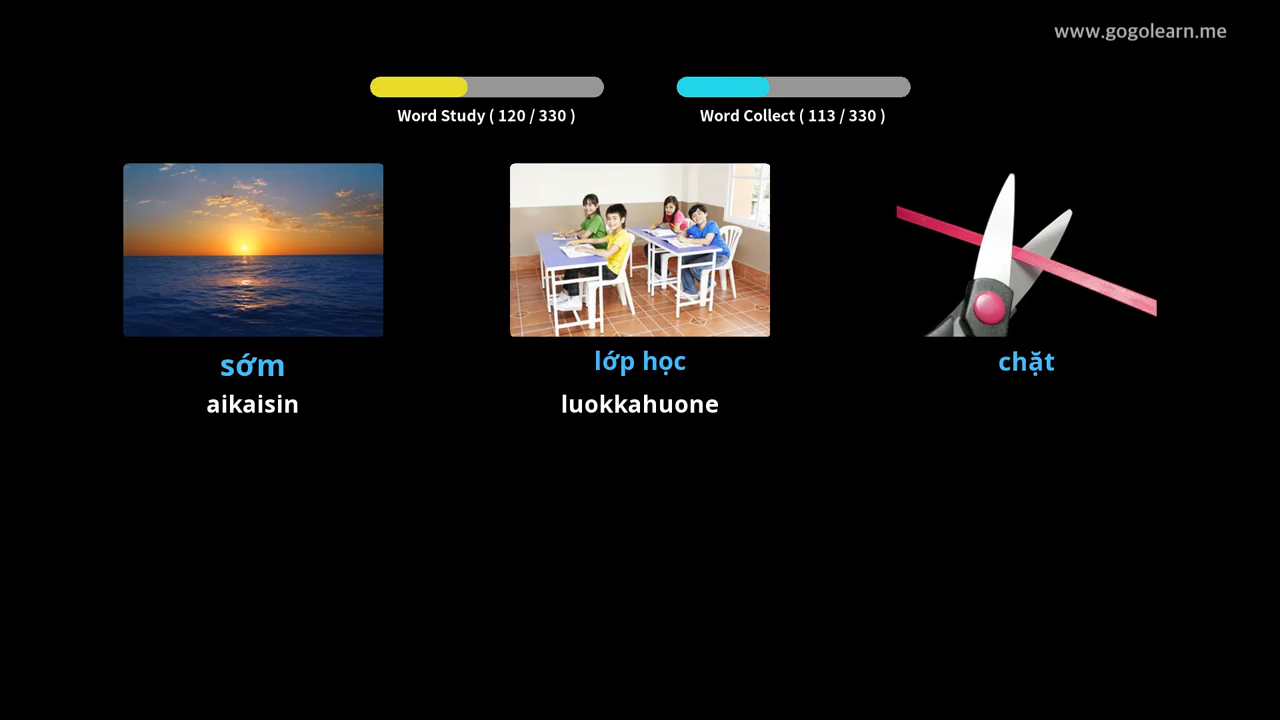 www.gogolearn.me
Word Study ( 120 / 330 )
Word Collect ( 113 / 330 )
sớm
lớp học
chặt
aikaisin
luokkahuone